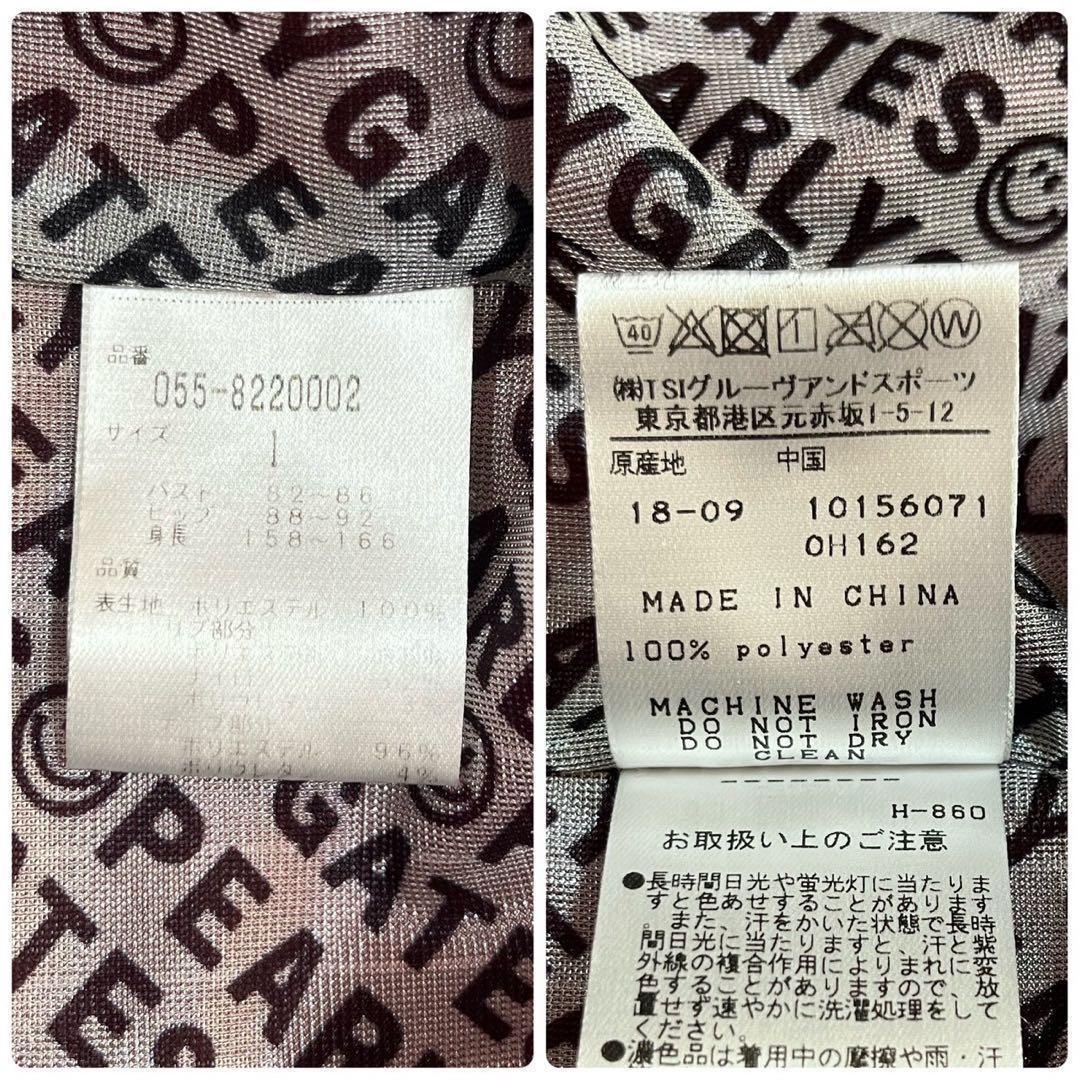 品番
055-8220002
サイズ
1
バスト 82~86
ヒップ 88~92
身長 158~166
品質
表生地 ポリエステル 100%
リブ部分
ポリエステル
ポリエステル 96%
4%
PEARLYGATES
40
1
W
㈱TSIグルーヴアンドスポーツ
東京都港区元赤坂1-5-12
原産地 中国
18-09 10156071
0H162
MADE IN CHINA
100% polyester
MACHINE WASH
DO NOT IRON
DO NOT DRY
CLEAN
H-860
お取扱い上のご注意
●長時間日光や蛍光灯に当たりま
すと色あせすることがあります
。また、汗をかいた状態で長時
間日光に当たりますと、汗と紫
外線の複合作用によりまれに変
色することがありますので、放
置せず速やかに洗濯処理をして
ください。
●濃色品は着用中の摩擦や雨・汗